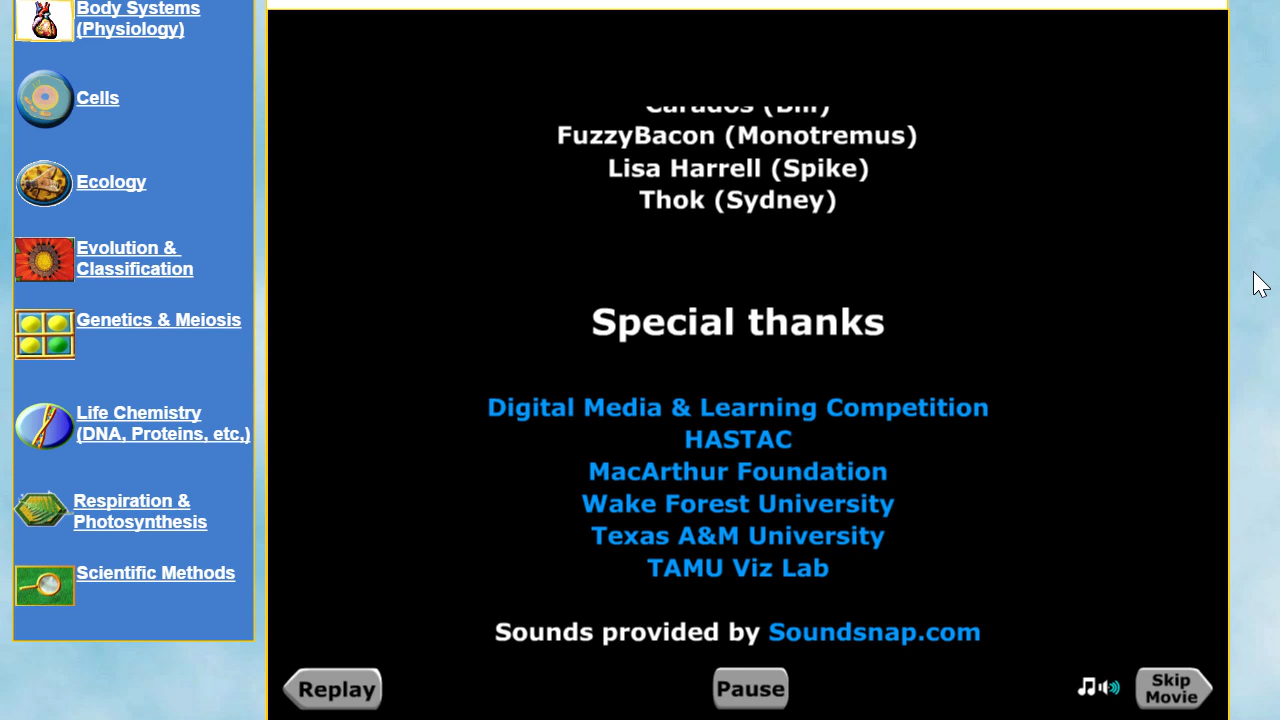 Body Systems
(Physiology)
Cells
Ecology
Evolution &
Classification
Genetics & Meiosis
Life Chemistry
(DNA, Proteins, etc,)
Respiration &
Photosynthesis
Scientific Methods
Carados (Bill)
FuzzyBacon (Monotremus)
Lisa Harrell (Spike)
Thok (Sydney)
Special thanks
Digital Media & Learning Competition
HASTAC
MacArthur Foundation
Wake Forest University
Texas A&M University
TAMU Viz Lab
Sounds provided by Soundsnap.com
Replay
Pause
Skip
Movie